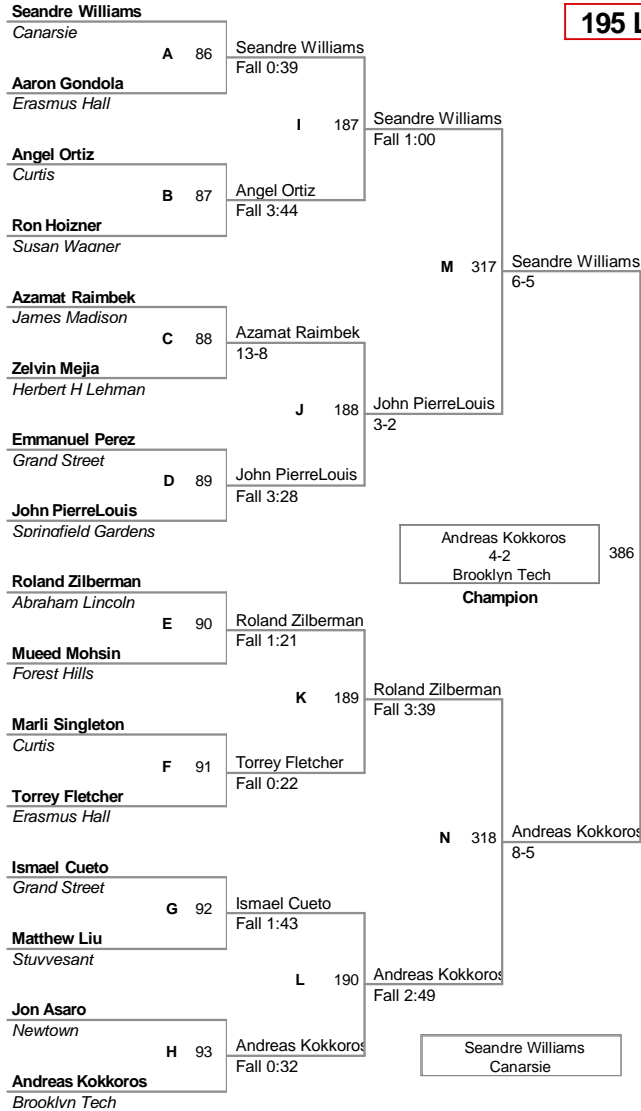 Seandre Williams
Canarsie
195 L
A 86
Seandre Williams
Fall 0:39
Aaron Gondola
Erasmus Hall
I 187
Seandre Williams
Fall 1:00
Angel Ortiz
Curtis
B 87
Angel Ortiz
Fall 3:44
Ron Hoizner
Susan Wagner
M 317
Seandre Williams
6-5
Azamat Raimbek
James Madison
C 88
Azamat Raimbek
13-8
Zelvin Mejia
Herbert H Lehman
J 188
John PierreLouis
3-2
Emmanuel Perez
Grand Street
D 89
John PierreLouis
Fall 3:28
John PierreLouis
Springfield Gardens
Andreas Kokkoros
4-2
Brooklyn Tech
386
Champion
Roland Zilberman
Abraham Lincoln
E 90
Roland Zilberman
Fall 1:21
Mueed Mohsin
Forest Hills
K 189
Roland Zilberman
Fall 3:39
Marli Singleton
Curtis
F 91
Torrey Fletcher
Fall 0:22
Torrey Fletcher
Erasmus Hall
N 318
Andreas Kokkoros
8-5
Ismael Cueto
Grand Street
G 92
Ismael Cueto
Fall 1:43
Matthew Liu
Stuyvesant
L 190
Andreas Kokkoros
Fall 2:49
Jon Asaro
Newtown
H 93
Andreas Kokkoros
Fall 0:32
Andreas Kokkoros
Brooklyn Tech
Seandre Williams
Canarsie